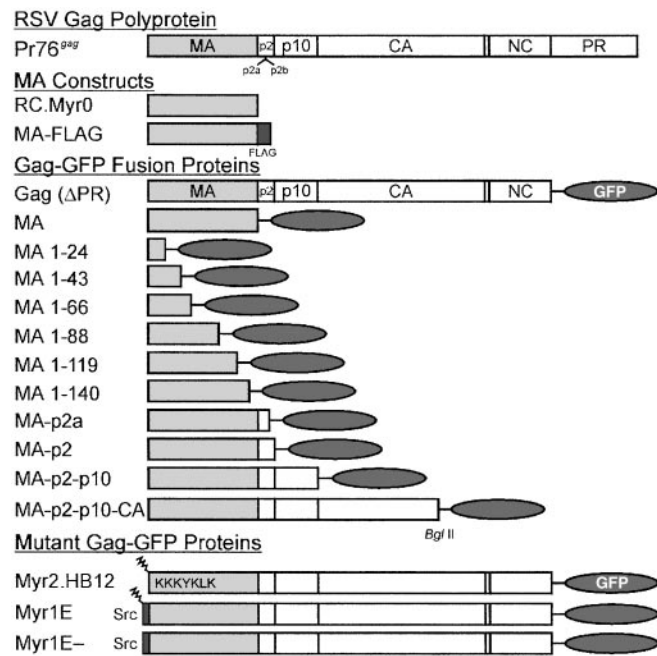 RSV Gag Polyprotein
Pr76gag MA p2 p10 CA NC PR
p2a p2b
MA Constructs
RC.Myr0
MA-FLAG
FLAG
Gag-GFP Fusion Proteins
Gag (ΔPR) MA p2 p10 CA NC GFP
MA
MA 1-24
MA 1-43
MA 1-66
MA 1-88
MA 1-119
MA 1-140
MA-p2a
MA-p2
MA-p2-p10
MA-p2-p10-CA
Bgl II
Mutant Gag-GFP Proteins
Myr2.HB12 KKKYKLK GFP
Myr1E Src
Myr1E– Src